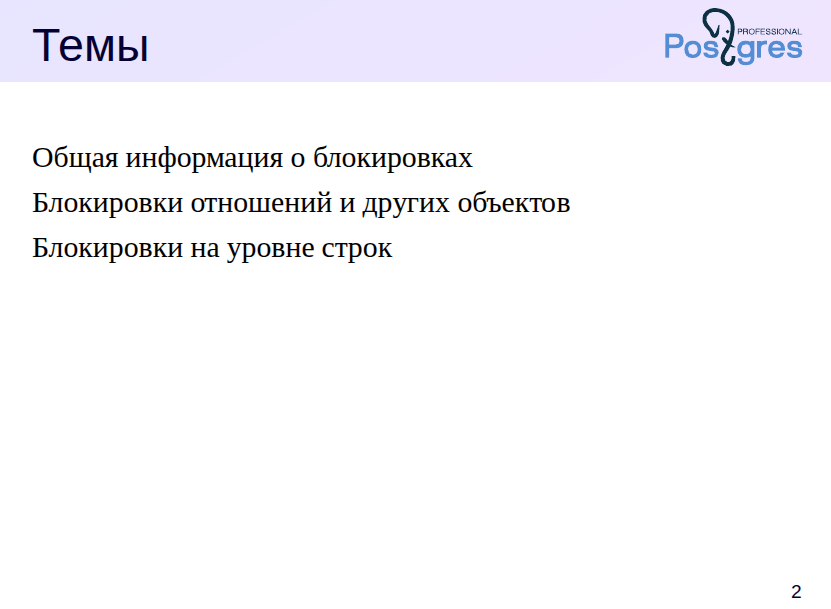 Темы
PROFESSIONAL
Postgres
Общая информация о блокировках
Блокировки отношений и других объектов
Блокировки на уровне строк
2